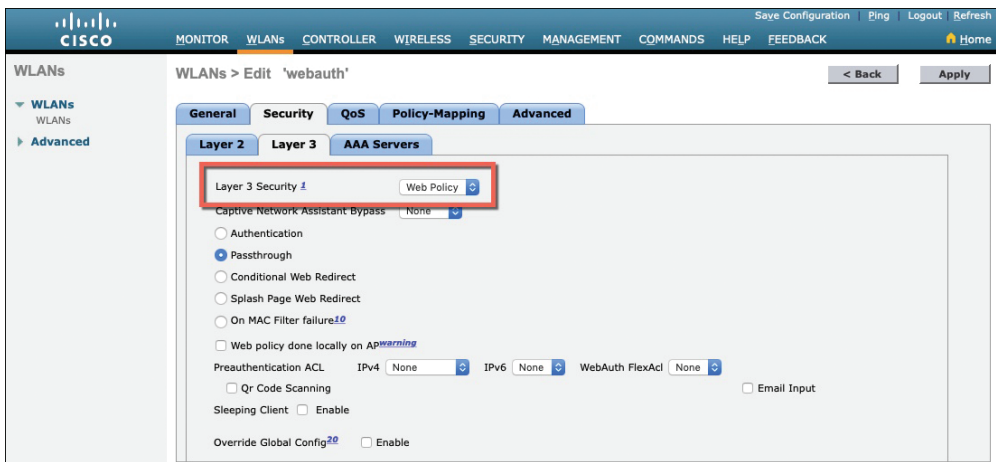 Save Configuration | Ping | Logout | Refresh
CISCO
MONITOR WLANs CONTROLLER WIRELESS SECURITY MANAGEMENT COMMANDS HELP FEEDBACK Home
WLANs
WLANs > Edit 'webauth'
< Back
Apply
WLANs
WLANs
Advanced
General Security QoS Policy-Mapping Advanced
Layer 2 Layer 3 AAA Servers
Layer 3 Security 1 Web Policy
Captive Network Assistant Bypass None
Authentication
Passthrough
Conditional Web Redirect
Splash Page Web Redirect
On MAC Filter failure10
Web policy done locally on APwarning
Preauthentication ACL IPv4 None IPv6 None WebAuth FlexAcl None
Qr Code Scanning Email Input
Sleeping Client Enable
Override Global Config20 Enable